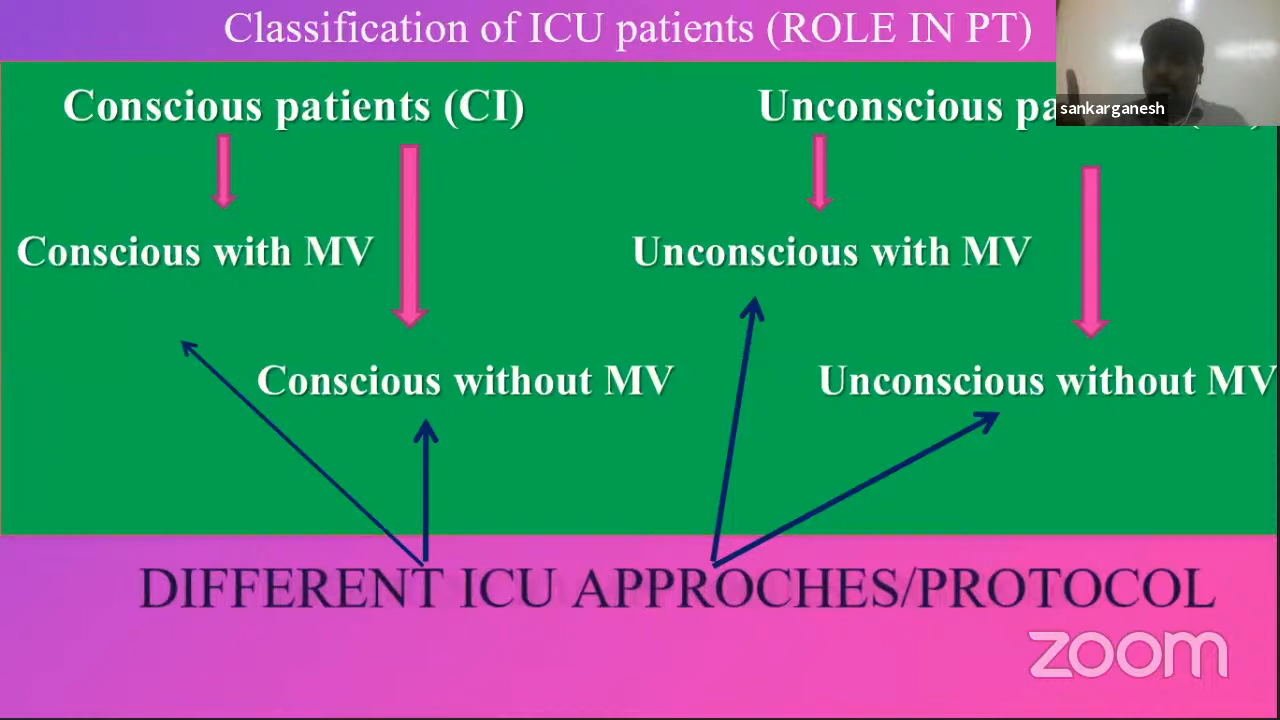 Classification of ICU patients (ROLE IN PT)
sankarganesh
Conscious patients (CI)
Unconscious
Conscious with MV
Unconscious with MV
Conscious without MV
Unconscious without MV
DIFFERENT ICU APPROCHES/PROTOCOL
zoom